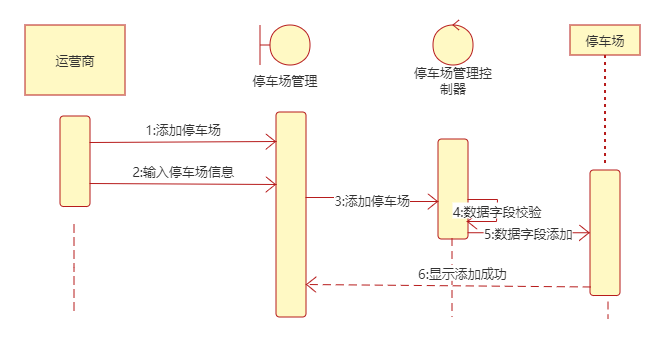 运营商
停车场管理
停车场管理控
制器
停车场
1:添加停车场
2:输入停车场信息
3:添加停车场
4:数据字段校验
5:数据字段添加
6:显示添加成功